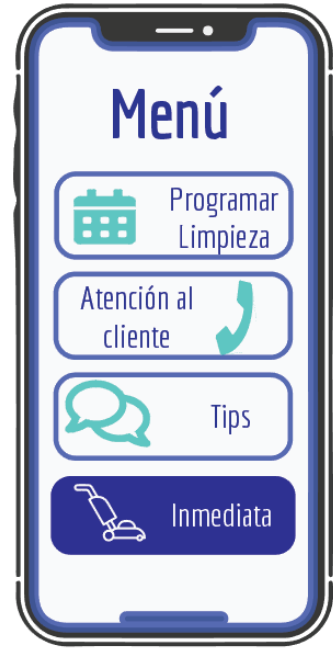 Menú
Programar
Limpieza
Atención al
cliente
Tips
Inmediata